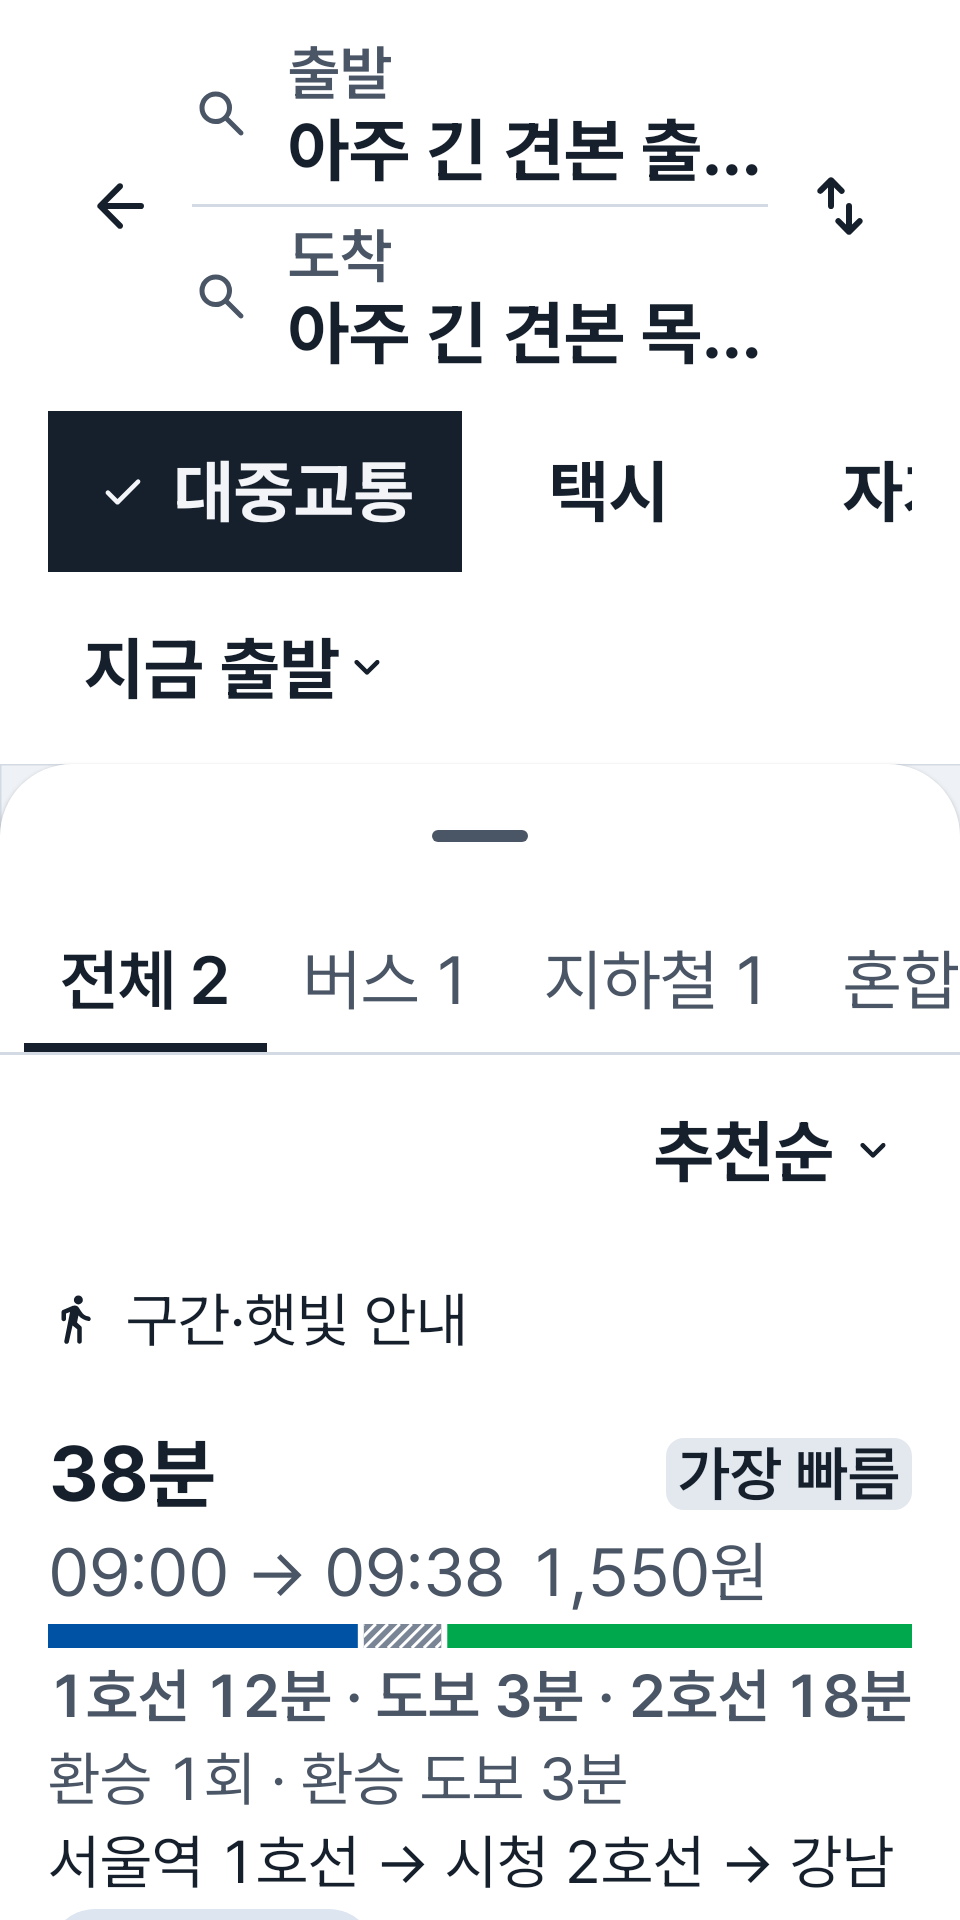 출발
아주 긴 견본 출...
도착
아주 긴 견본 목...
대중교통 택시
지금 출발
전체 2 버스 1 지하철 1 혼합
추천순
구간·햇빛 안내
38분 가장 빠름
09:00 → 09:38 1,550원
1호선 12분 · 도보 3분 · 2호선 18분
환승 1회 · 환승 도보 3분
서울역 1호선 → 시청 2호선 → 강남